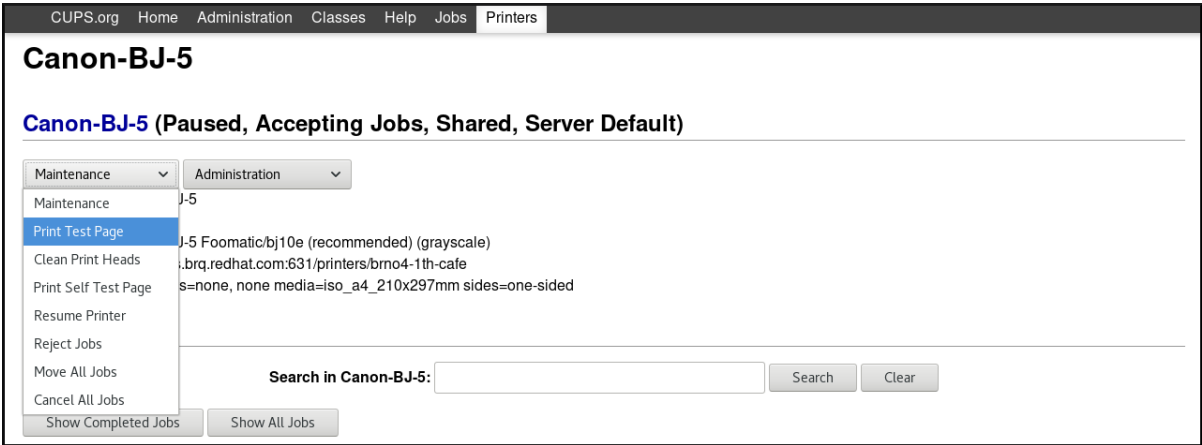 CUPS.org Home Administration Classes Help Jobs Printers
Canon-BJ-5
Canon-BJ-5 (Paused, Accepting Jobs, Shared, Server Default)
Maintenance Administration
Maintenance J-5
Print Test Page
J-5 Foomatic/bj10e (recommended) (grayscale)
Clean Print Heads
s.brq.redhat.com:631/printers/brno4-1th-cafe
Print Self Test Page s=none, none media=iso_a4_210x297mm sides=one-sided
Resume Printer
Reject Jobs
Move All Jobs
Search in Canon-BJ-5: Search Clear
Cancel All Jobs
Show Completed Jobs Show All Jobs